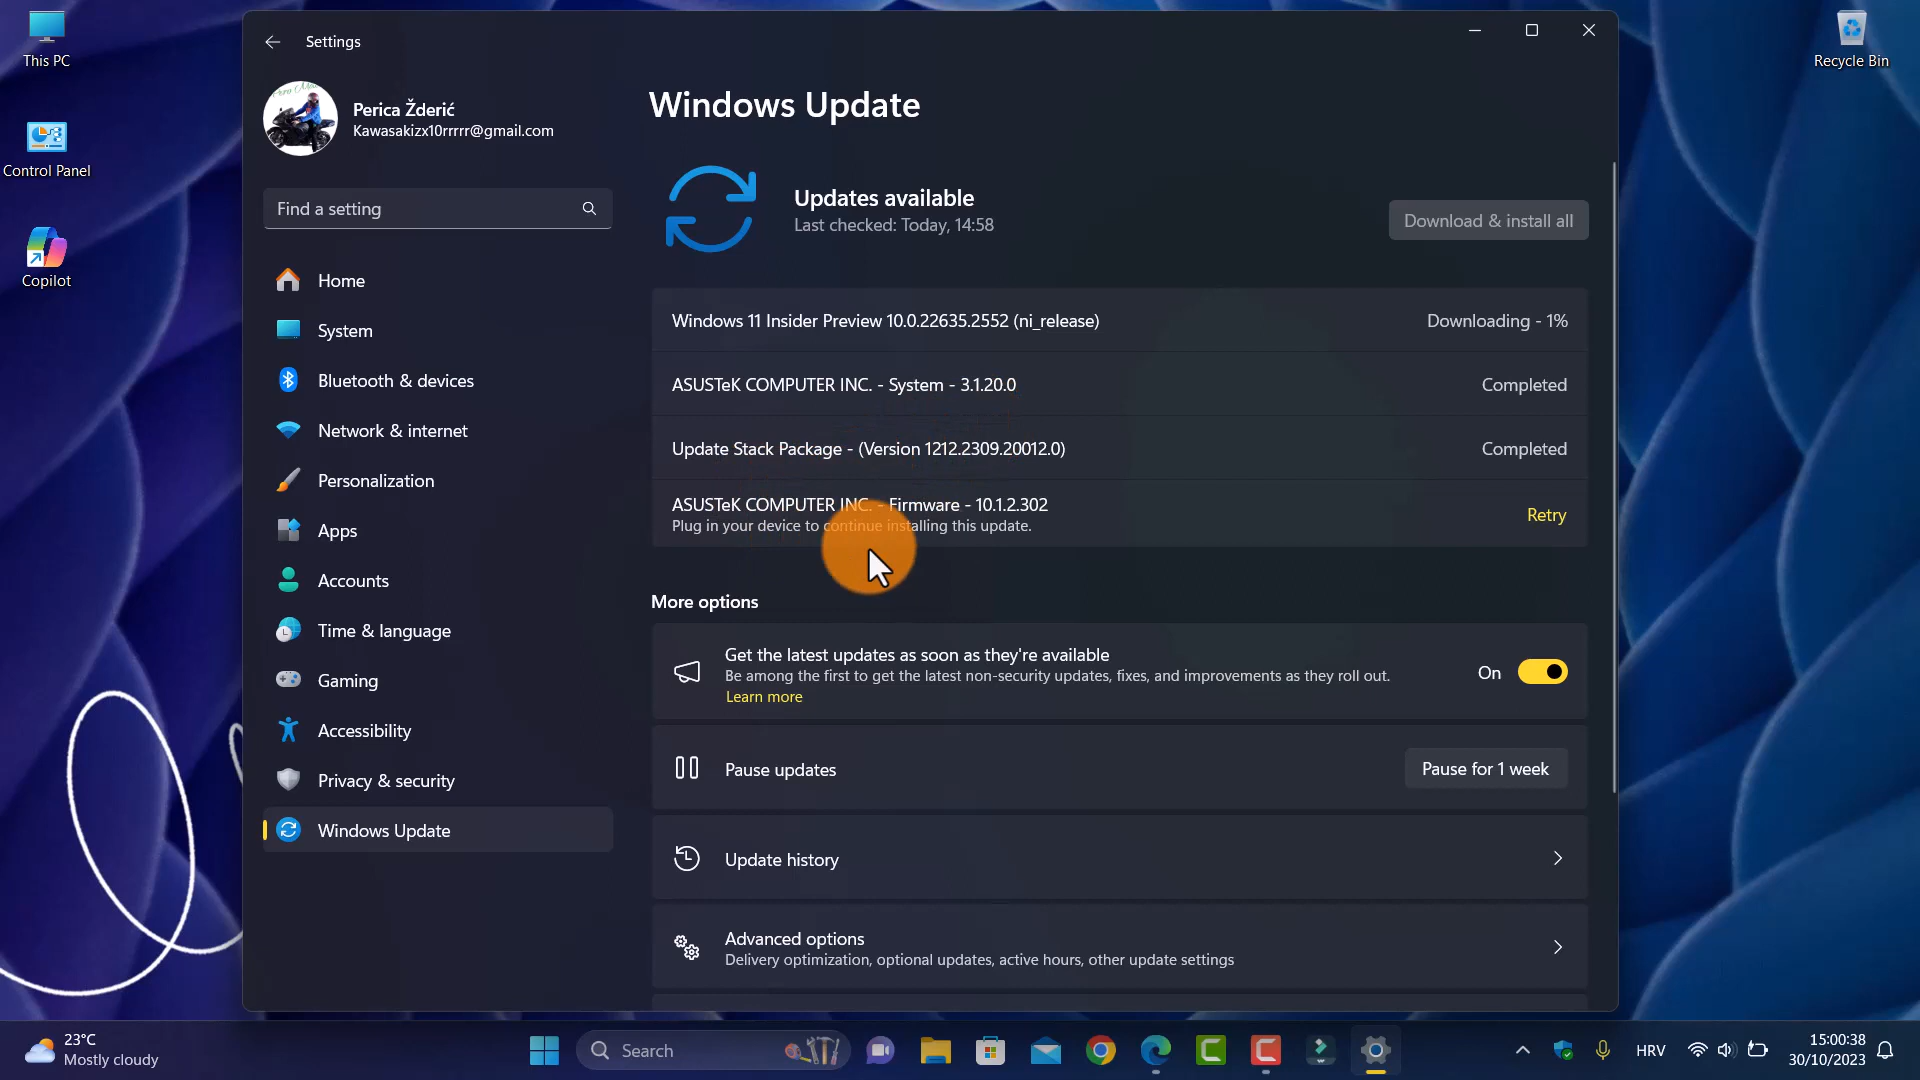 This PC
Control Panel
Copilot
Recycle Bin
Settings
Perica Žderić
Kawasakizx10rrrrr@gmail.com
Find a setting
Home
System
Bluetooth & devices
Network & internet
Personalization
Apps
Accounts
Time & language
Gaming
Accessibility
Privacy & security
Windows Update
Windows Update
Updates available
Last checked: Today, 14:58
Download & install all
Windows 11 Insider Preview 10.0.22635.2552 (ni_release)
Downloading - 1%
ASUSTeK COMPUTER INC. - System - 3.1.20.0
Completed
Update Stack Package - (Version 1212.2309.20012.0)
Completed
ASUSTeK COMPUTER INC. - Firmware - 10.1.2.302
Plug in your device to continue installing this update.
Retry
More options
Get the latest updates as soon as they're available
Be among the first to get the latest non-security updates, fixes, and improvements as they roll out.
Learn more
On
Pause updates
Pause for 1 week
Update history
Advanced options
Delivery optimization, optional updates, active hours, other update settings
23°C
Mostly cloudy
Search
HRV
15:00:38
30/10/2023